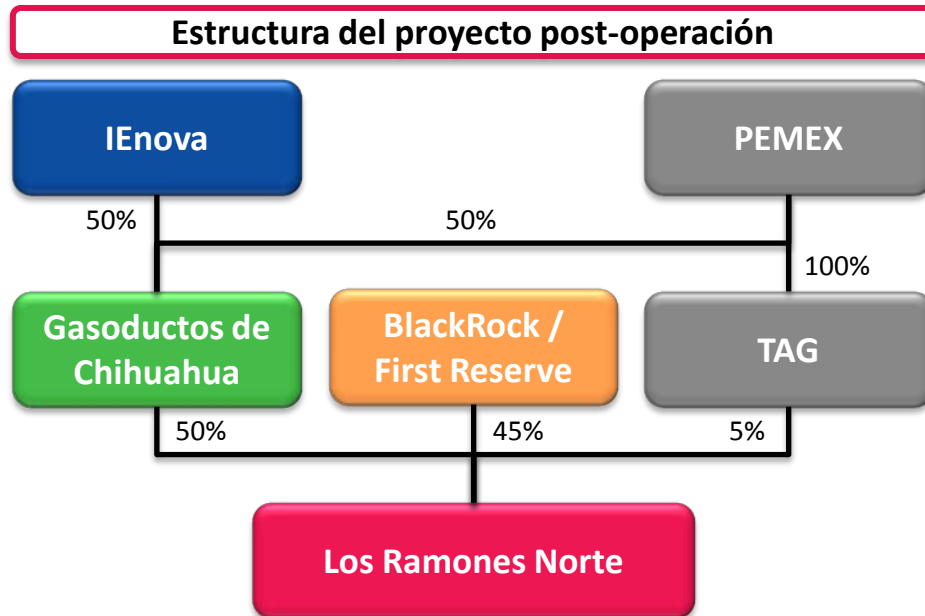 Estructura del proyecto post-operación
IEnova
PEMEX
50%
50%
100%
Gasoductos de
Chihuahua
BlackRock /
First Reserve
TAG
50%
45%
5%
Los Ramones Norte